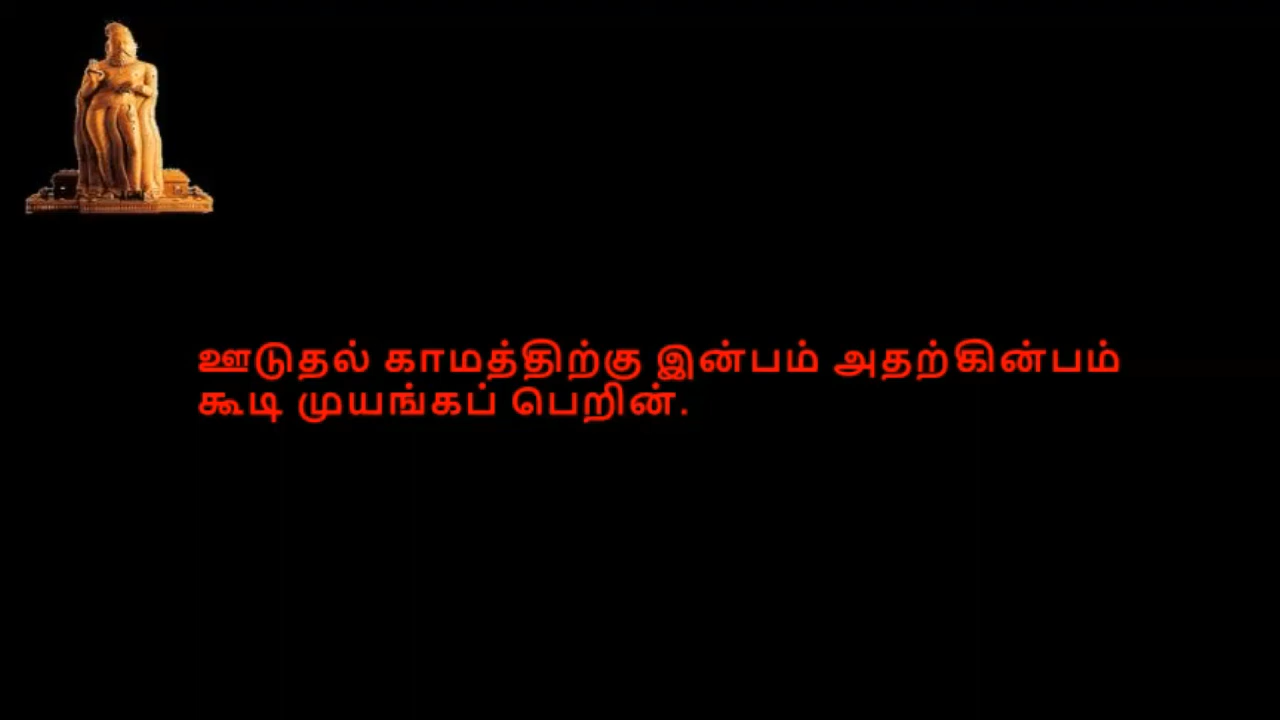 ஊடுதல் காமத்திற்கு இன்பம் அதற்கின்பம்
கூடி முயங்கப் பெறின்.